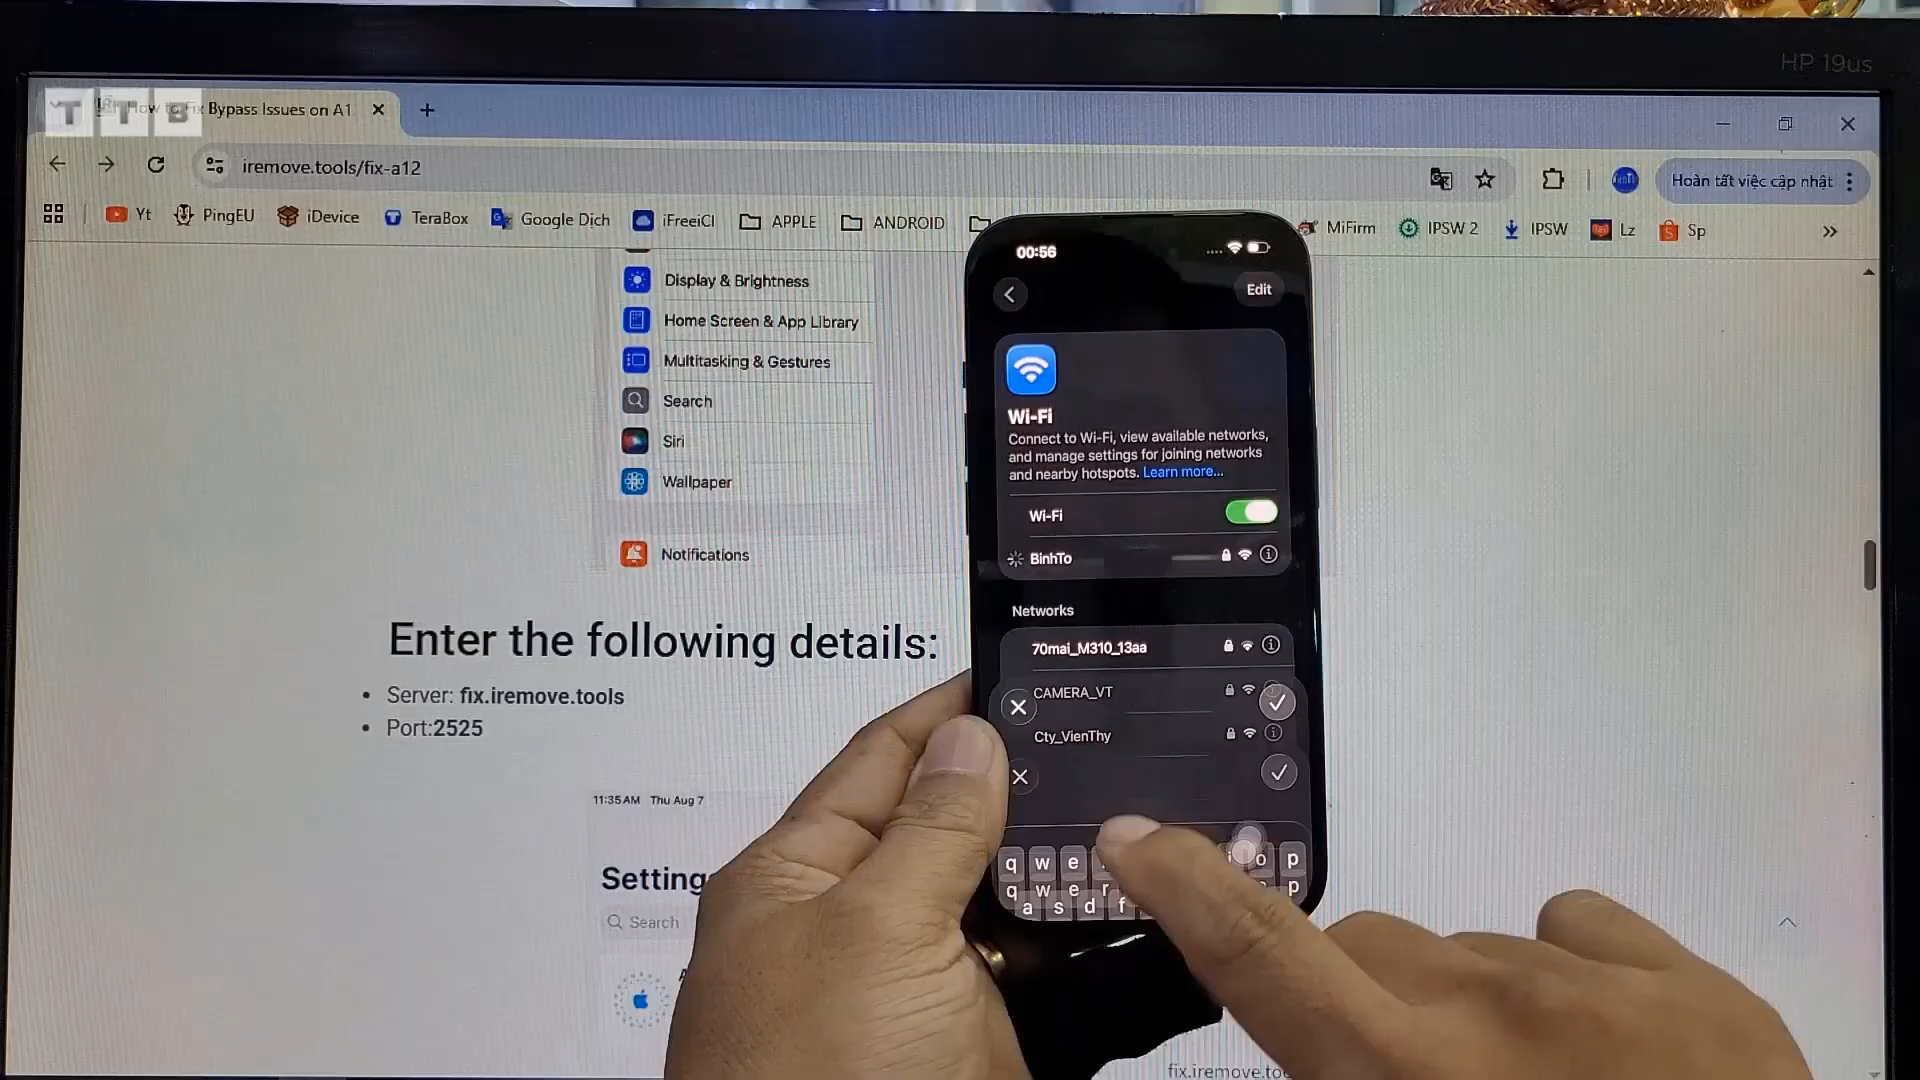 HP 19us
T T B
How to Fix Bypass Issues on A1
iremove.tools/fix-a12
Hoàn tất việc cập nhật
Yt
PingEU
iDevice
TeraBox
Google Dich
iFreeiCl
APPLE
ANDROID
MiFirm
IPSW 2
IPSW
Lz
Sp
Display & Brightness
Home Screen & App Library
Multitasking & Gestures
Search
Siri
Wallpaper
Notifications
Enter the following details:
Server: fix.iremove.tools
Port:2525
11:35 AM Thu Aug 7
Search
00:56
Edit
Wi-Fi
Connect to Wi-Fi, view available networks,
and manage settings for joining networks
and nearby hotspots. Learn more...
Wi-Fi
BinhTo
Networks
70mai_M310_13aa
CAMERA_VT
Cty_VienThy
q w e o p
q w e r p
a s d f